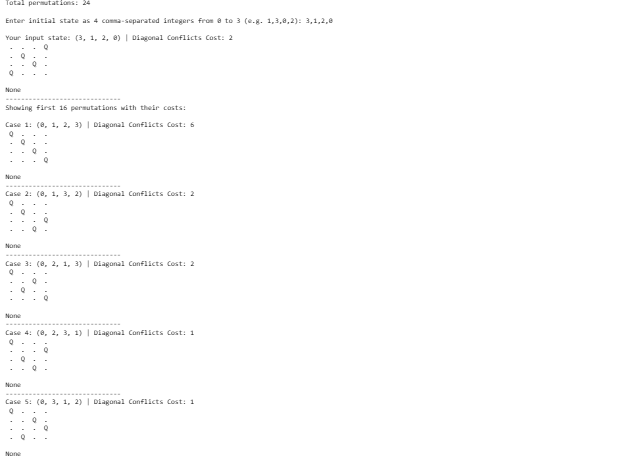 Total permutations: 24
Enter initial state as 4 comma-separated integers from 0 to 3 (e.g. 1,3,0,2): 3,1,2,0
Your input state: (3, 1, 2, 0) | Diagonal Conflicts Cost: 2
. . . Q
. Q . .
. . Q .
Q . . .
None
------------------------------
Showing first 16 permutations with their costs:
Case 1: (0, 1, 2, 3) | Diagonal Conflicts Cost: 6
Q . . .
. Q . .
. . Q .
. . . Q
None
------------------------------
Case 2: (0, 1, 3, 2) | Diagonal Conflicts Cost: 2
Q . . .
. Q . .
. . . Q
. . Q .
None
------------------------------
Case 3: (0, 2, 1, 3) | Diagonal Conflicts Cost: 2
Q . . .
. . Q .
. Q . .
. . . Q
None
------------------------------
Case 4: (0, 2, 3, 1) | Diagonal Conflicts Cost: 1
Q . . .
. . . Q
. Q . .
. . Q .
None
------------------------------
Case 5: (0, 3, 1, 2) | Diagonal Conflicts Cost: 1
Q . . .
. . Q .
. . . Q
. Q . .
None